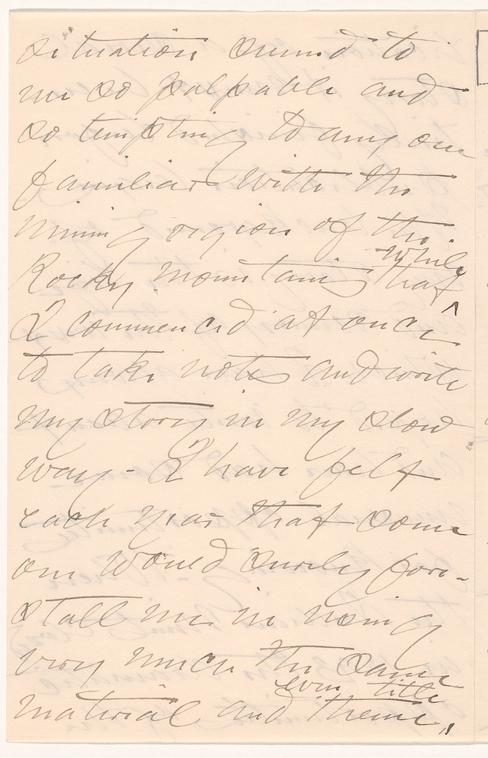 situation seemed to
me so palpable and
so tempting to any one
familiar with the
mining region of the
while
Rocky mountains that
I commenced at once ^
to take notes and write
my story in my slow
way - I have felt
each year that some
one would surely fore-
stall me in using
very much the same
even title
material and theme,